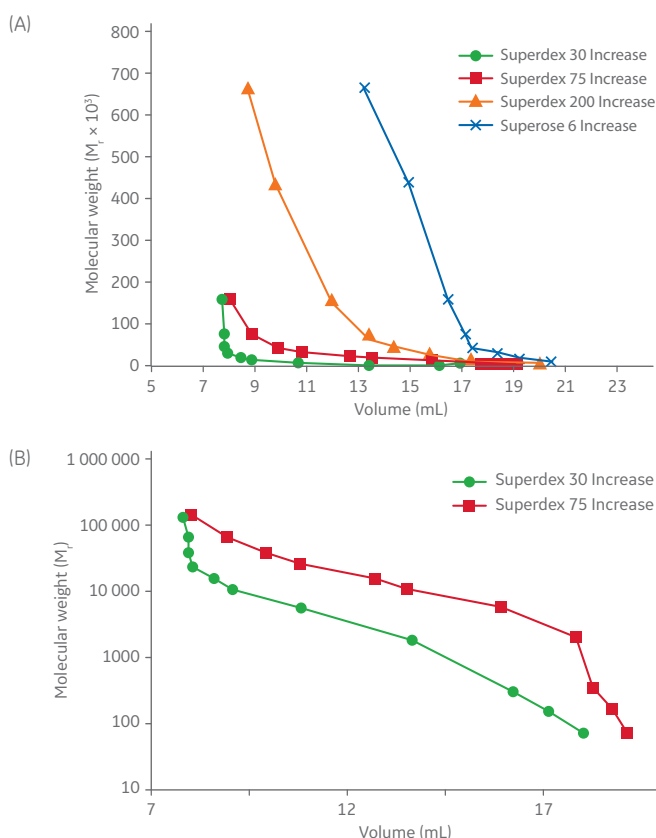 (A)
800
700
600
500
400
300
200
100
0
Molecular weight (Mᵣ × 10³)
5 7 9 11 13 15 17 19 21 23
Volume (mL)
Superdex 30 Increase
Superdex 75 Increase
Superdex 200 Increase
Superose 6 Increase
(B)
1 000 000
100 000
10 000
1000
100
10
Molecular weight (Mᵣ)
7 12 17
Volume (mL)
Superdex 30 Increase
Superdex 75 Increase